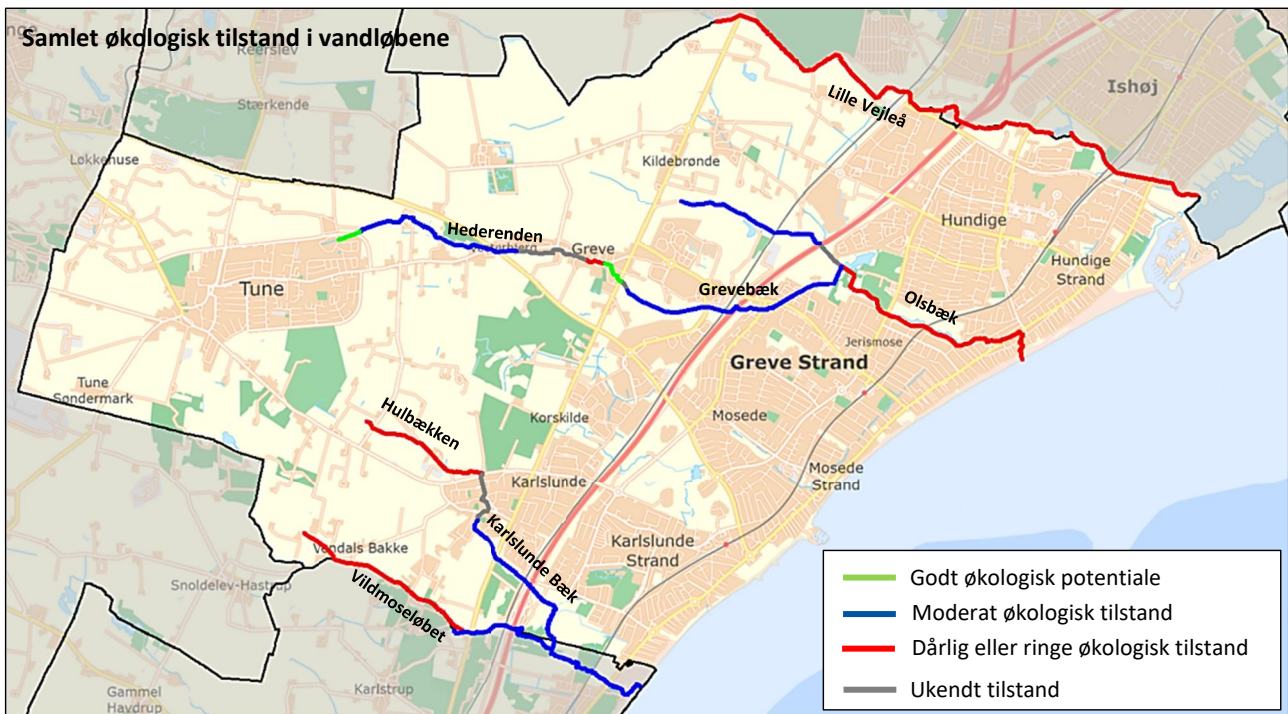 Samlet økologisk tilstand i vandløbene
Reerslev
Stærkende
Ishøj
Lille Vejleå
Løkkehuse
Kildebrønde
Hundige
Hederenden
Greve
Tune
Hundige
Strand
Grevebæk
Olsbæk
Jerismose
Greve Strand
Tune
Søndermark
Hulbækken
Korskilde
Mosede
Mosede
Strand
Karlslunde
Karlslunde Bæk
Karlslunde
Strand
Vendals Bakke
Snoldelev-Hastrup
Vildmoseløbet
Karlstrup
Gammel
Havdrup
Godt økologisk potentiale
Moderat økologisk tilstand
Dårlig eller ringe økologisk tilstand
Ukendt tilstand